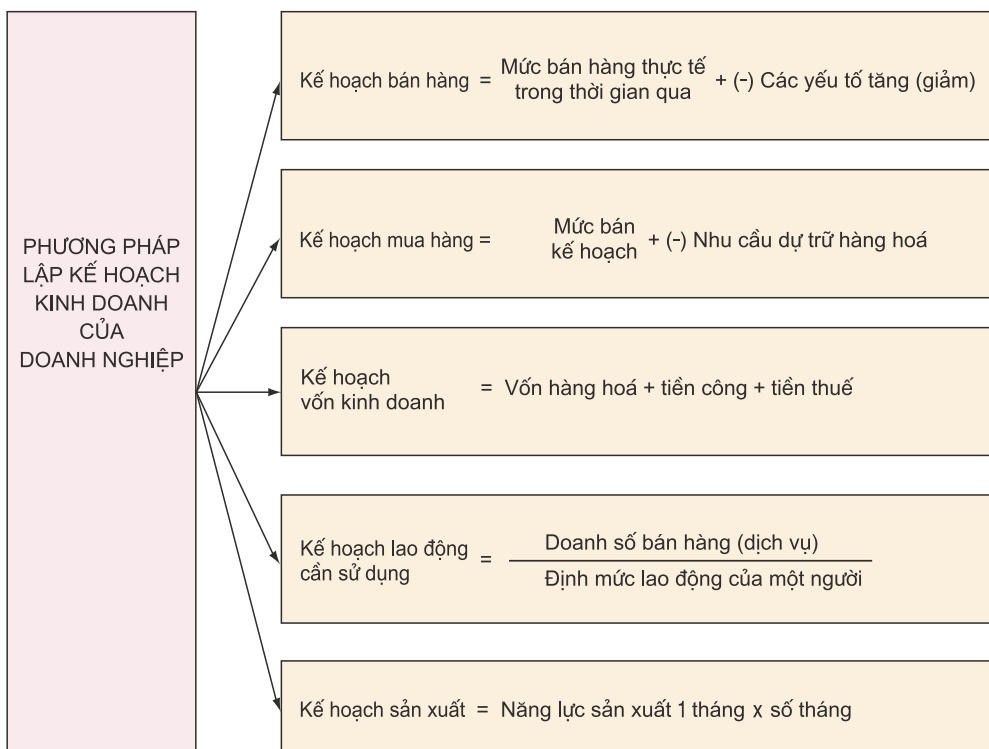 PHƯƠNG PHÁP
LẬP KẾ HOẠCH
KINH DOANH
CỦA
DOANH NGHIỆP
Kế hoạch bán hàng = Mức bán hàng thực tế
trong thời gian qua + (-) Các yếu tố tăng (giảm)
Kế hoạch mua hàng = Mức bán
kế hoạch + (-) Nhu cầu dự trữ hàng hoá
Kế hoạch
vốn kinh doanh = Vốn hàng hoá + tiền công + tiền thuế
Kế hoạch lao động
cần sử dụng = Doanh số bán hàng (dịch vụ)
Định mức lao động của một người
Kế hoạch sản xuất = Năng lực sản xuất 1 tháng x số tháng